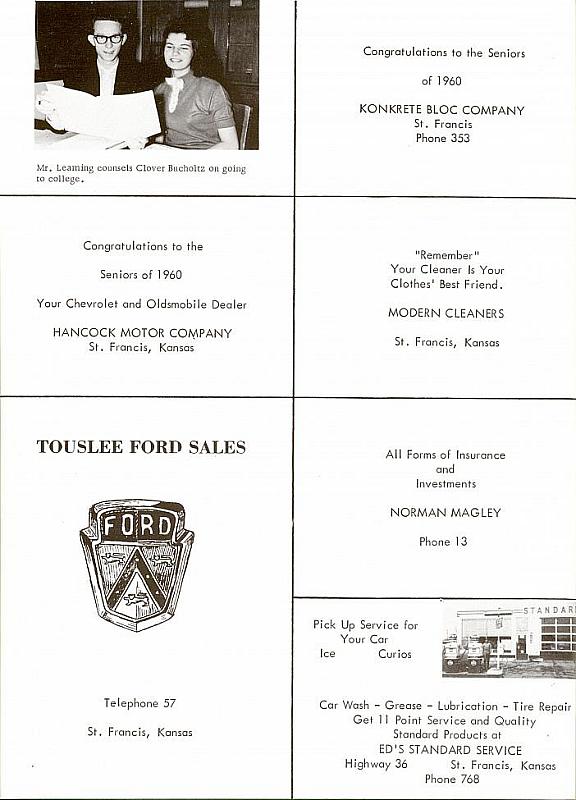 Mr. Leaming counsels Clover Bucholtz on going
to college.
Congratulations to the Seniors
of 1960
KONKRETE BLOC COMPANY
St. Francis
Phone 353
Congratulations to the
Seniors of 1960
Your Chevrolet and Oldsmobile Dealer
HANCOCK MOTOR COMPANY
St. Francis, Kansas
"Remember"
Your Cleaner Is Your
Clothes' Best Friend.
MODERN CLEANERS
St. Francis, Kansas
TOUSLEE FORD SALES
FORD
Telephone 57
St. Francis, Kansas
All Forms of Insurance
and
Investments
NORMAN MAGLEY
Phone 13
Pick Up Service for
Your Car
Ice Curios
STANDARD
Car Wash - Grease - Lubrication - Tire Repair
Get 11 Point Service and Quality
Standard Products at
ED'S STANDARD SERVICE
Highway 36 St. Francis, Kansas
Phone 768